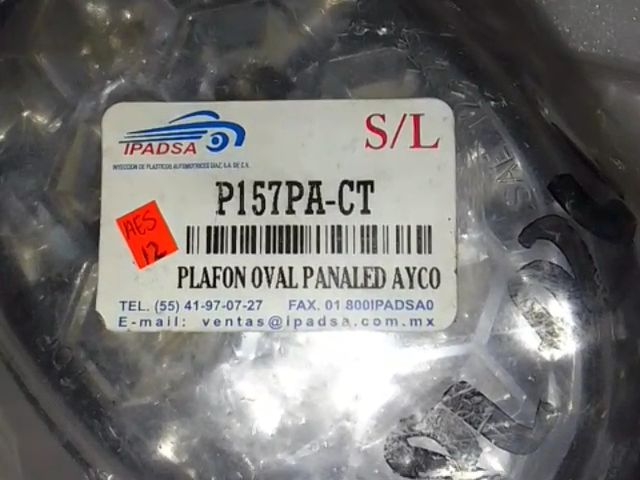 IPADSA
S/L
INYECCION DE PLASTICOS AUTOMOTRICES DIAZ, S.A. DE C.V.
P157PA-CT
AES
12
PLAFON OVAL PANALED AYCO
TEL. (55) 41-97-07-27 FAX. 01 800IPADSA0
E-mail: ventas@ipadsa.com.mx
SAE